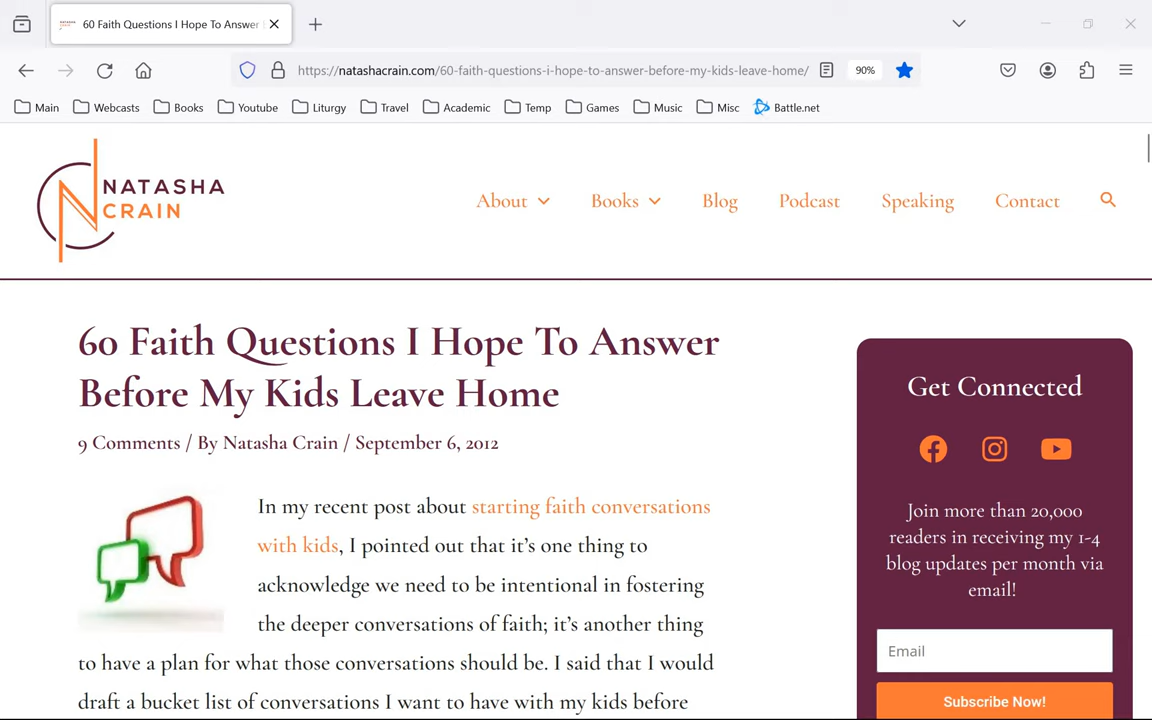 60 Faith Questions I Hope To Answer
https://natashacrain.com/60-faith-questions-i-hope-to-answer-before-my-kids-leave-home/
90%
Main
Webcasts
Books
Youtube
Liturgy
Travel
Academic
Temp
Games
Music
Misc
Battle.net
NATASHA
CRAIN
About
Books
Blog
Podcast
Speaking
Contact
60 Faith Questions I Hope To Answer
Before My Kids Leave Home
9 Comments / By Natasha Crain / September 6, 2012
In my recent post about starting faith conversations
with kids, I pointed out that it's one thing to
acknowledge we need to be intentional in fostering
the deeper conversations of faith; it's another thing
to have a plan for what those conversations should be. I said that I would
draft a bucket list of conversations I want to have with my kids before
Get Connected
Join more than 20,000
readers in receiving my 1-4
blog updates per month via
email!
Email
Subscribe Now!